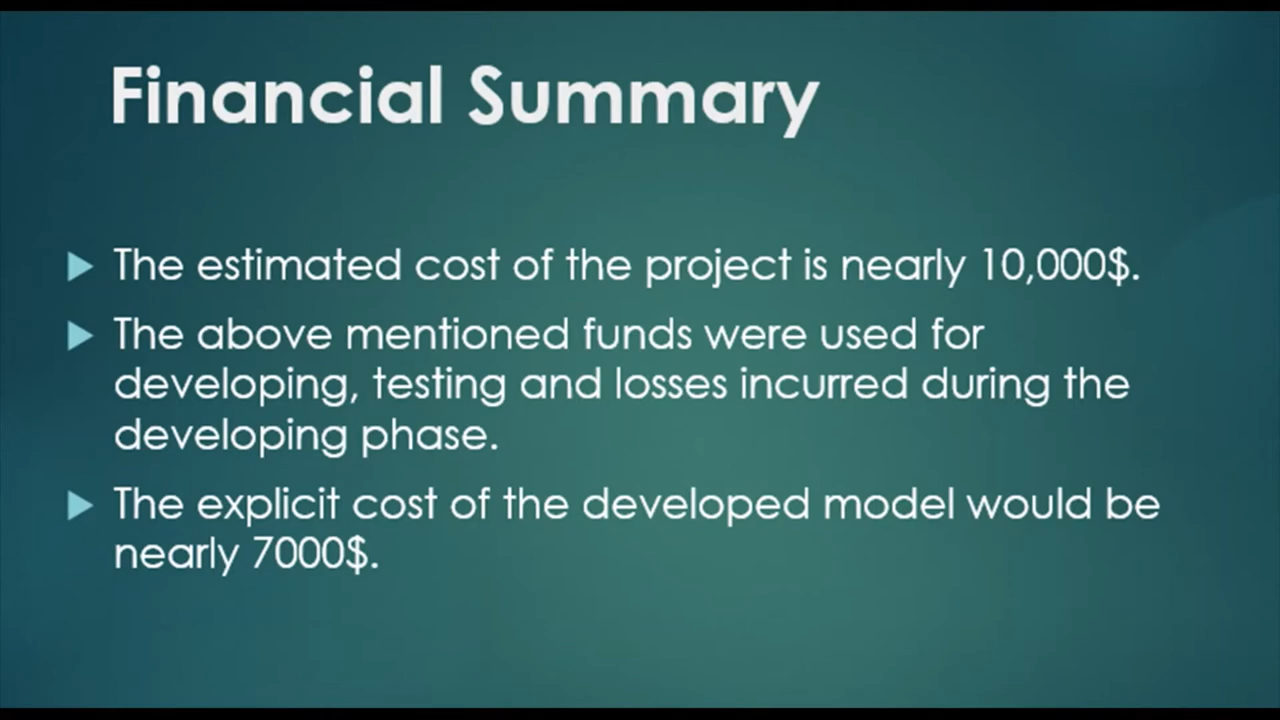 Financial Summary
The estimated cost of the project is nearly 10,000$.
The above mentioned funds were used for
developing, testing and losses incurred during the
developing phase.
The explicit cost of the developed model would be
nearly 7000$.